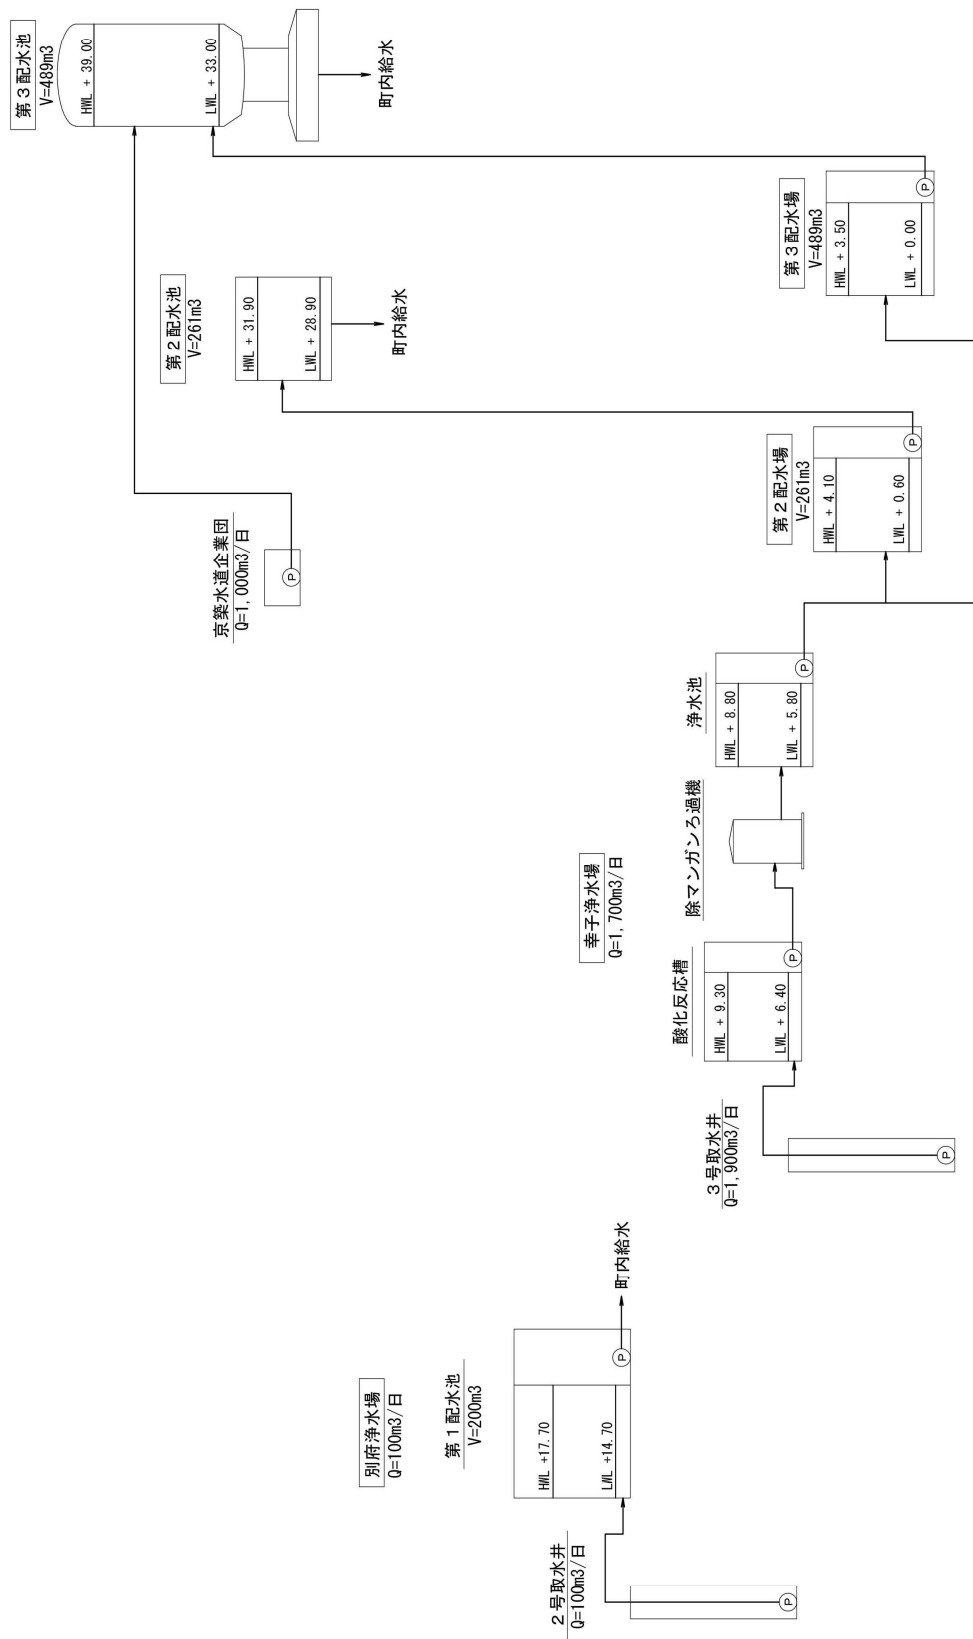 別府浄水場
Q=100m3/日
2号取水井
Q=100m3/日
P
第1配水池
V=200m3
HWL +17.70
LWL +14.70
P
町内給水
幸子浄水場
Q=1,700m3/日
3号取水井
Q=1,900m3/日
P
酸化反応槽
HWL + 9.30
LWL + 6.40
P
除マンガンろ過機
浄水池
HWL + 8.80
LWL + 5.80
P
京築水道企業団
Q=1,000m3/日
P
第2配水場
V=261m3
HWL + 4.10
LWL + 0.60
P
第2配水池
V=261m3
HWL + 31.90
LWL + 28.90
町内給水
第3配水場
V=489m3
HWL + 3.50
LWL + 0.00
P
第3配水池
V=489m3
HWL + 39.00
LWL + 33.00
町内給水